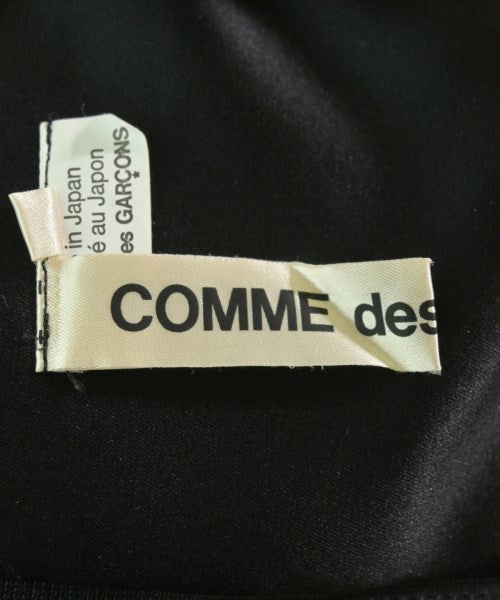 COMME des
in Japan
é au Japon
es GARÇONS